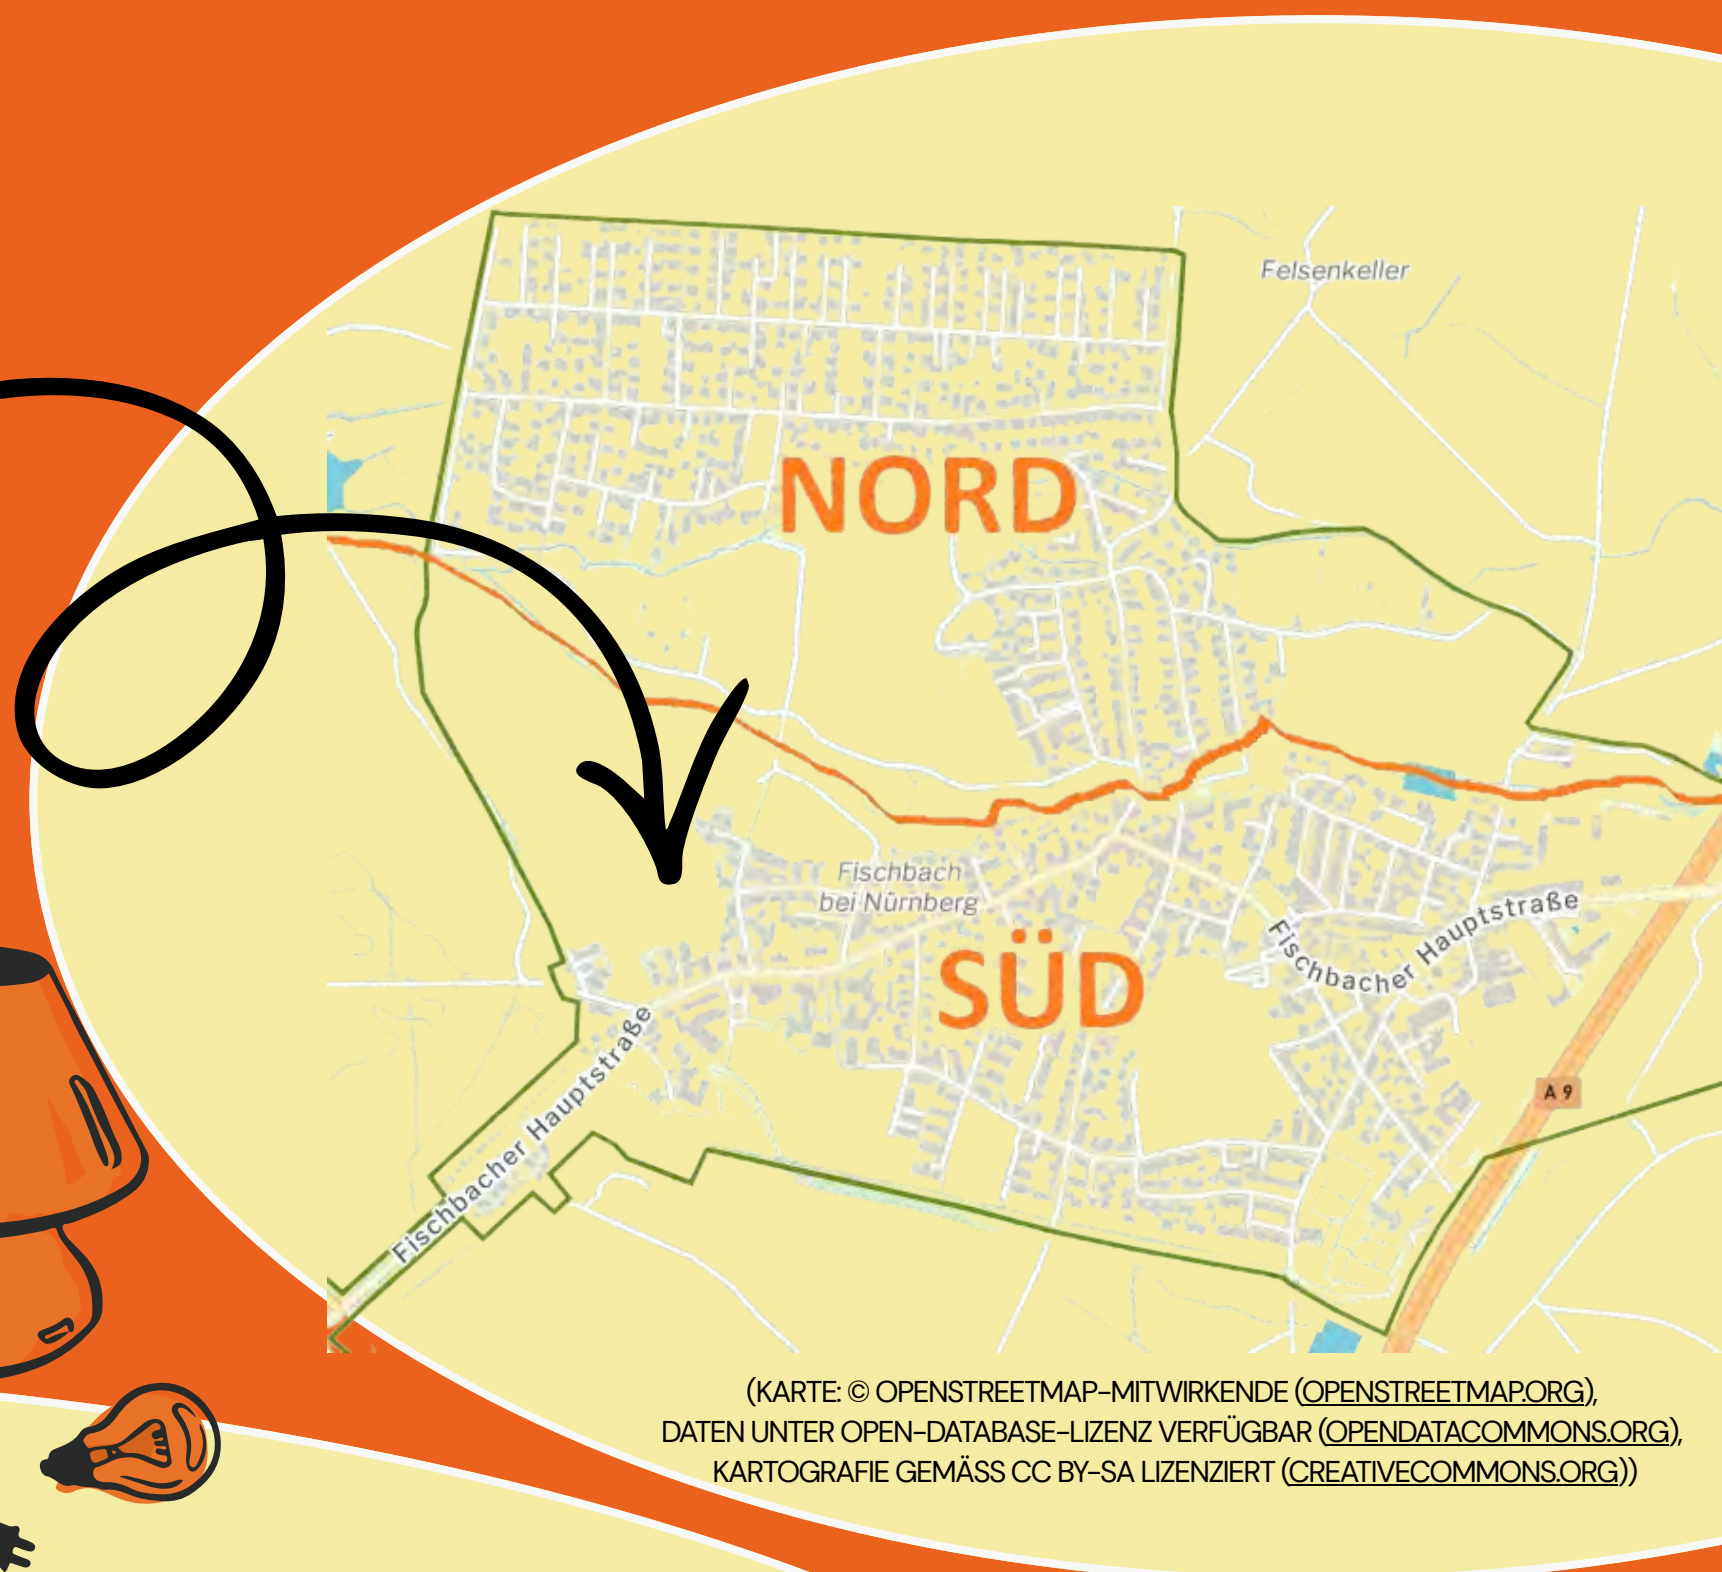 Felsenkeller
NORD
Fischbach
bei Nürnberg
SÜD
Fischbacher Hauptstraße
Fischbacher Hauptstraße
A 9
(KARTE: © OPENSTREETMAP-MITWIRKENDE (OPENSTREETMAP.ORG),
DATEN UNTER OPEN-DATABASE-LIZENZ VERFÜGBAR (OPENDATACOMMONS.ORG),
KARTOGRAFIE GEMÄSS CC BY-SA LIZENZIERT (CREATIVECOMMONS.ORG))